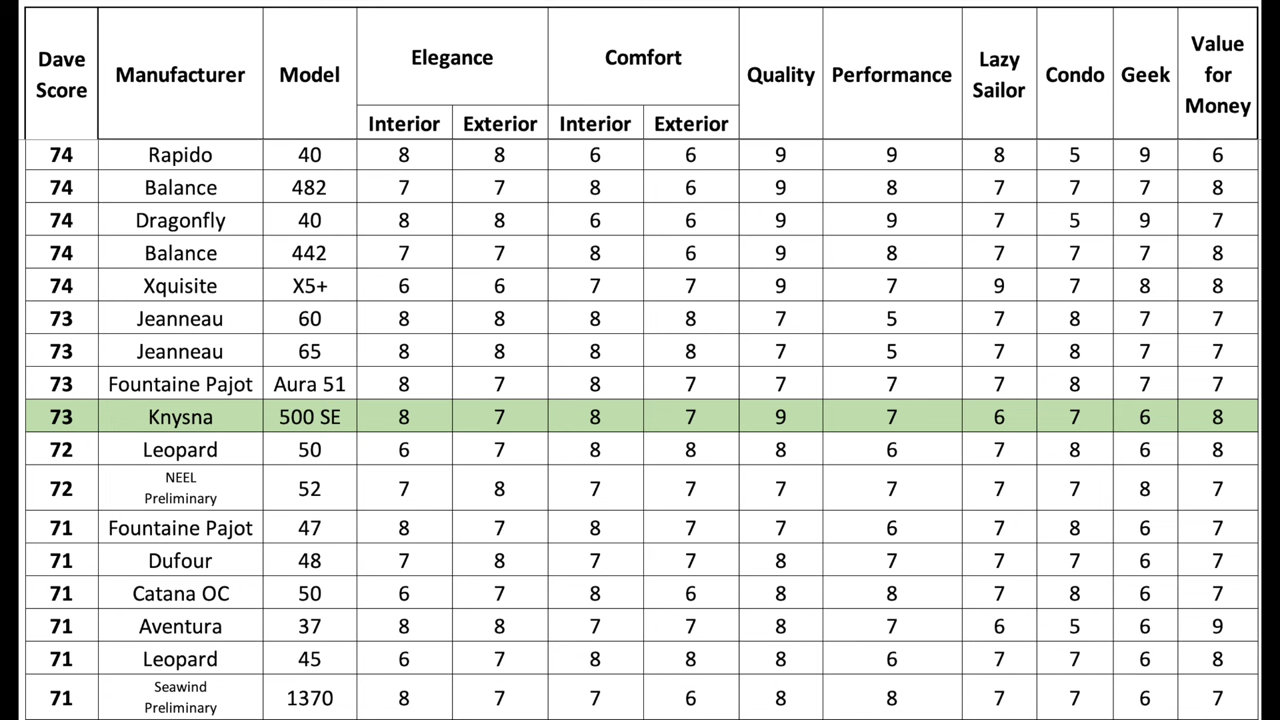 Dave Score Manufacturer Model Elegance Comfort Quality Performance Lazy Sailor Condo Geek Value for Money
Interior Exterior Interior Exterior
74 Rapido 40 8 8 6 6 9 9 8 5 9 6
74 Balance 482 7 7 8 6 9 8 7 7 7 8
74 Dragonfly 40 8 8 6 6 9 9 7 5 9 7
74 Balance 442 7 7 8 6 9 8 7 7 7 8
74 Xquisite X5+ 6 6 7 7 9 7 9 7 8 8
73 Jeanneau 60 8 8 8 8 7 5 7 8 7 7
73 Jeanneau 65 8 8 8 8 7 5 7 8 7 7
73 Fountaine Pajot Aura 51 8 7 8 7 7 7 7 8 7 7
73 Knysna 500 SE 8 7 8 7 9 7 6 7 6 8
72 Leopard 50 6 7 8 8 8 6 7 8 6 8
72 NEEL Preliminary 52 7 8 7 7 7 7 7 7 8 7
71 Fountaine Pajot 47 8 7 8 7 7 6 7 8 6 7
71 Dufour 48 7 8 7 7 8 7 7 7 6 7
71 Catana OC 50 6 7 8 6 8 8 7 8 6 7
71 Aventura 37 8 8 7 7 8 7 6 5 6 9
71 Leopard 45 6 7 8 8 8 6 7 7 6 8
71 Seawind Preliminary 1370 8 7 7 6 8 8 7 7 6 7